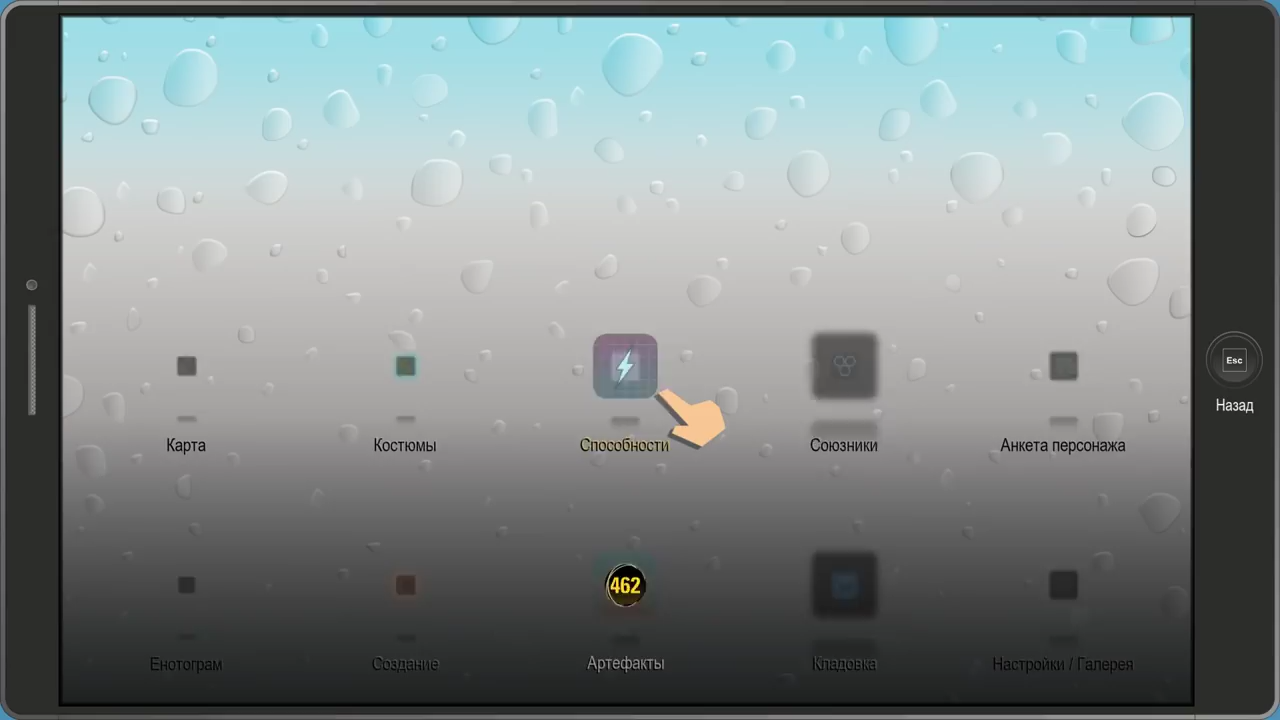 Esc
Назад
Карта
Костюмы
Способности
Союзники
Анкета персонажа
462
Енотограм
Создание
Артефакты
Кладовка
Настройки / Галерея